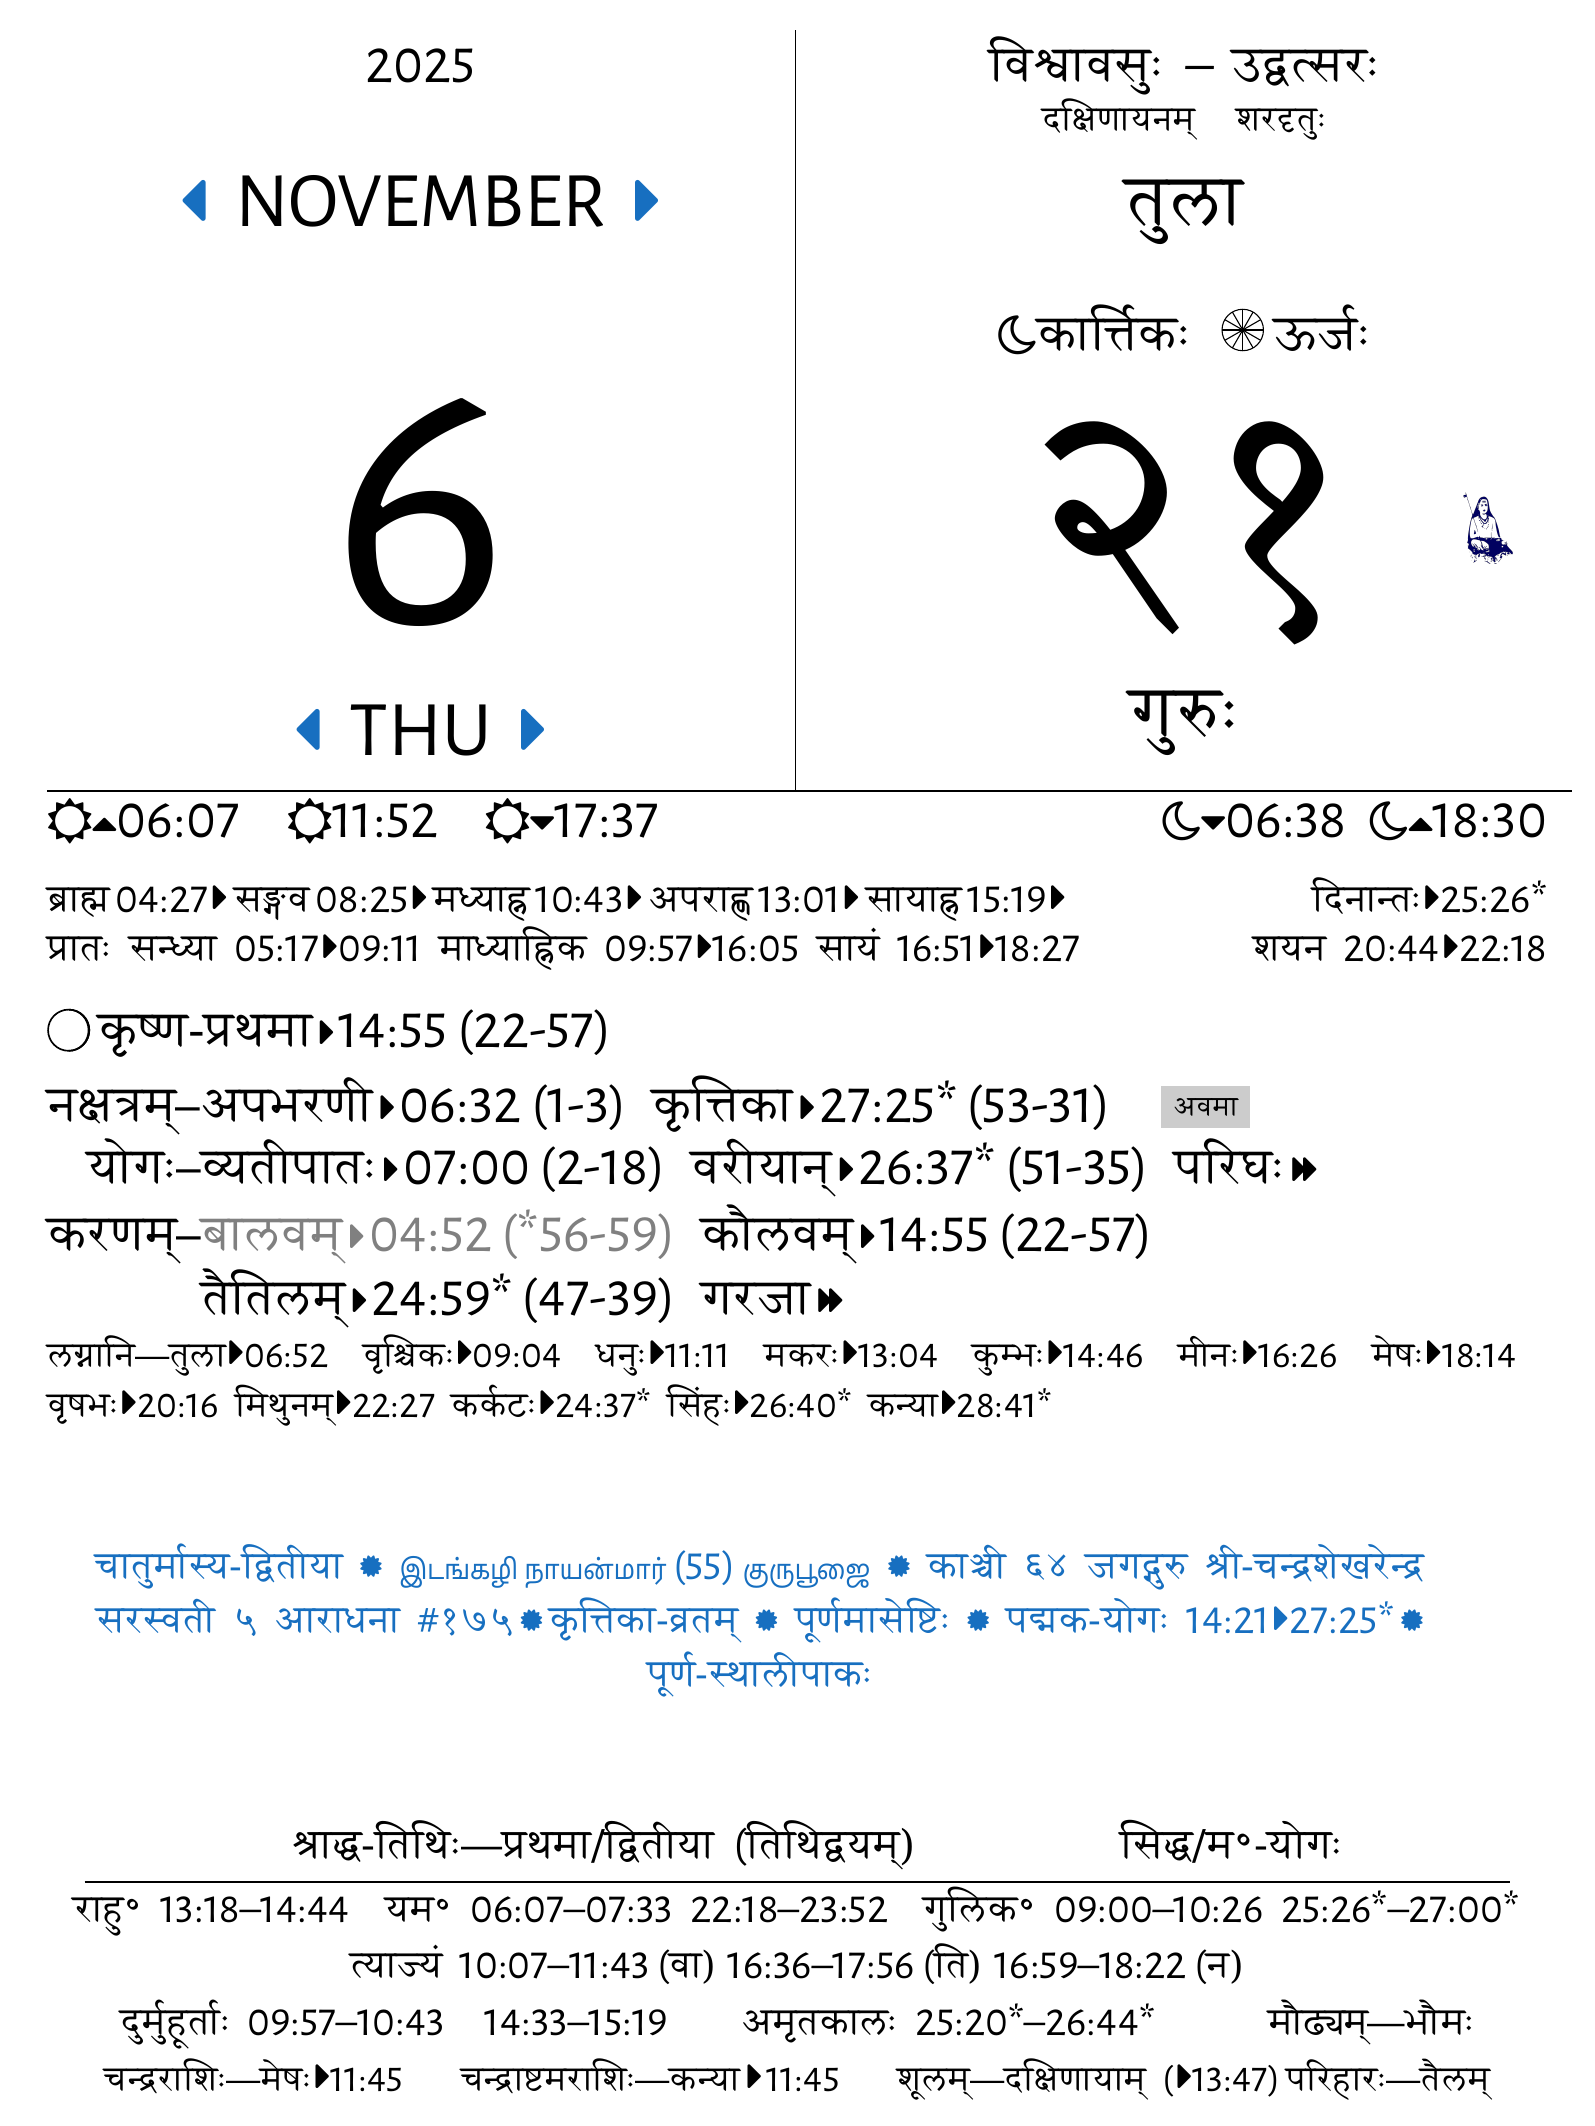 2025
NOVEMBER
6
THU
विश्वावसुः – उद्वत्सरः
दक्षिणायनम् शरदृतुः
तुला
कार्त्तिकः ऊर्जः
२१
गुरुः
06:07 11:52 17:37 06:38 18:30
ब्राह्म 04:27 सङ्गव 08:25 मध्याह्न 10:43 अपराह्ण 13:01 सायाह्न 15:19 दिनान्तः 25:26*
प्रातः सन्ध्या 05:17 09:11 माध्याह्निक 09:57 16:05 सायं 16:51 18:27 शयन 20:44 22:18
कृष्ण-प्रथमा 14:55 (22-57)
नक्षत्रम्–अपभरणी 06:32 (1-3) कृत्तिका 27:25* (53-31) अवमा
योगः–व्यतीपातः 07:00 (2-18) वरीयान् 26:37* (51-35) परिघः
करणम्–बालवम् 04:52 (*56-59) कौलवम् 14:55 (22-57)
तैतिलम् 24:59* (47-39) गरजा
लग्नानि—तुला 06:52 वृश्चिकः 09:04 धनुः 11:11 मकरः 13:04 कुम्भः 14:46 मीनः 16:26 मेषः 18:14
वृषभः 20:16 मिथुनम् 22:27 कर्कटः 24:37* सिंहः 26:40* कन्या 28:41*
चातुर्मास्य-द्वितीया ✹ இடங்கழி நாயன்மார் (55) குருபூஜை ✹ काञ्ची ६४ जगद्गुरु श्री-चन्द्रशेखरेन्द्र
सरस्वती ५ आराधना #१७५ ✹ कृत्तिका-व्रतम् ✹ पूर्णमासेष्टिः ✹ पद्मक-योगः 14:21 27:25* ✹
पूर्ण-स्थालीपाकः
श्राद्ध-तिथिः—प्रथमा/द्वितीया (तिथिद्वयम्) सिद्ध/म॰-योगः
राहु॰ 13:18–14:44 यम॰ 06:07–07:33 22:18–23:52 गुलिक॰ 09:00–10:26 25:26*–27:00*
त्याज्यं 10:07–11:43 (वा) 16:36–17:56 (ति) 16:59–18:22 (न)
दुर्मुहूर्ताः 09:57–10:43 14:33–15:19 अमृतकालः 25:20*–26:44* मौढ्यम्—भौमः
चन्द्रराशिः—मेषः 11:45 चन्द्राष्टमराशिः—कन्या 11:45 शूलम्—दक्षिणायाम् (13:47) परिहारः—तैलम्